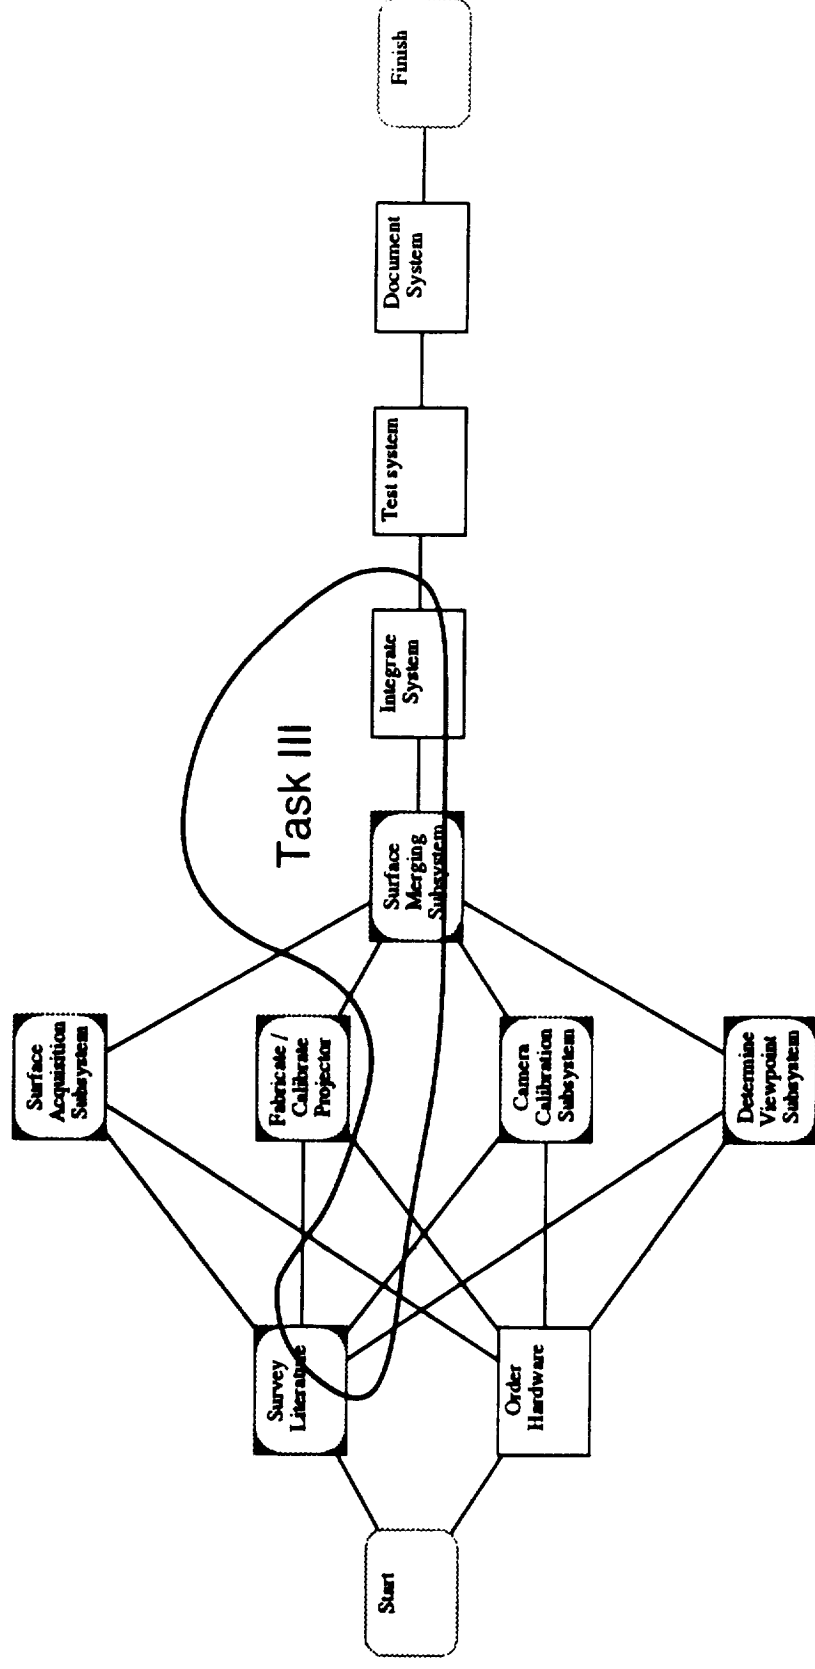 Start
Survey
Literature
Order
Hardware
Surface
Acquisition
Subsystem
Fabricate /
Calibrate
Projector
Camera
Calibration
Subsystem
Determine
Viewpoint
Subsystem
Surface
Merging
Subsystem
Task III
Integrate
System
Test system
Document
System
Finish